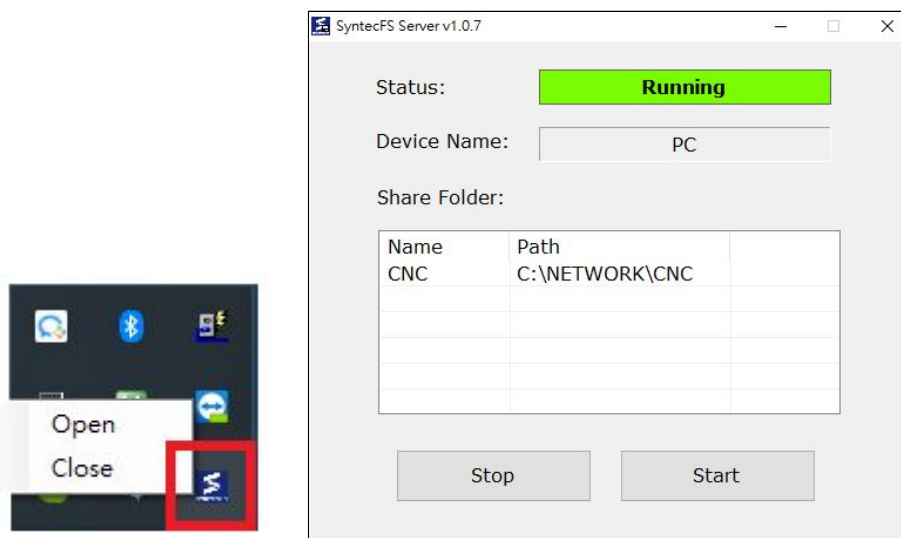 SyntecFS Server v1.0.7
Status: Running
Device Name: PC
Share Folder:
Name Path
CNC C:\NETWORK\CNC
Stop Start
Open
Close